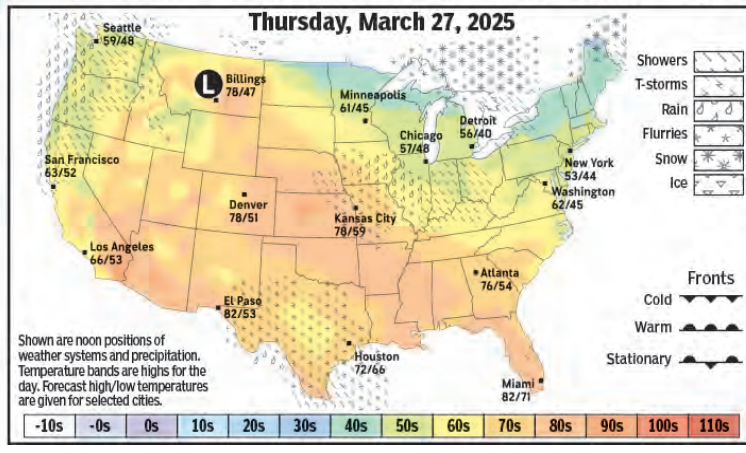 Thursday, March 27, 2025
Seattle
59/48
L
Billings
78/47
Minneapolis
61/45
Chicago
57/48
Detroit
56/40
New York
53/44
Washington
62/45
San Francisco
63/52
Denver
78/51
Kansas City
78/59
Los Angeles
66/53
Atlanta
76/54
El Paso
82/53
Houston
72/66
Miami
82/71
Showers
T-storms
Rain
Flurries
Snow
Ice
Fronts
Cold
Warm
Stationary
Shown are noon positions of
weather systems and precipitation.
Temperature bands are highs for the
day. Forecast high/low temperatures
are given for selected cities.
-10s -0s 0s 10s 20s 30s 40s 50s 60s 70s 80s 90s 100s 110s